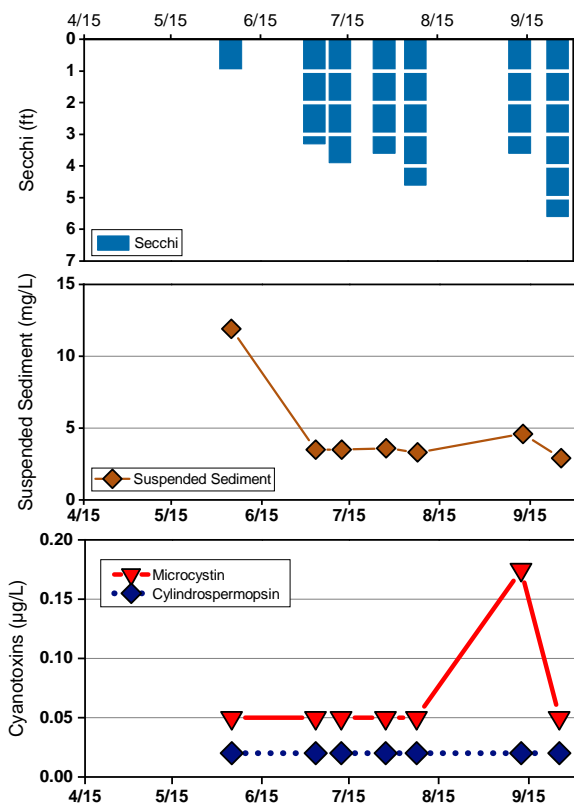 4/15 5/15 6/15 7/15 8/15 9/15
0
1
2
3
4
5
6
7
Secchi (ft)
Secchi
15
10
5
0
Suspended Sediment (mg/L)
Suspended Sediment
4/15 5/15 6/15 7/15 8/15 9/15
0.20
0.15
0.10
0.05
0.00
Cyanotoxins (µg/L)
Microcystin
Cylindrospermopsin
4/15 5/15 6/15 7/15 8/15 9/15